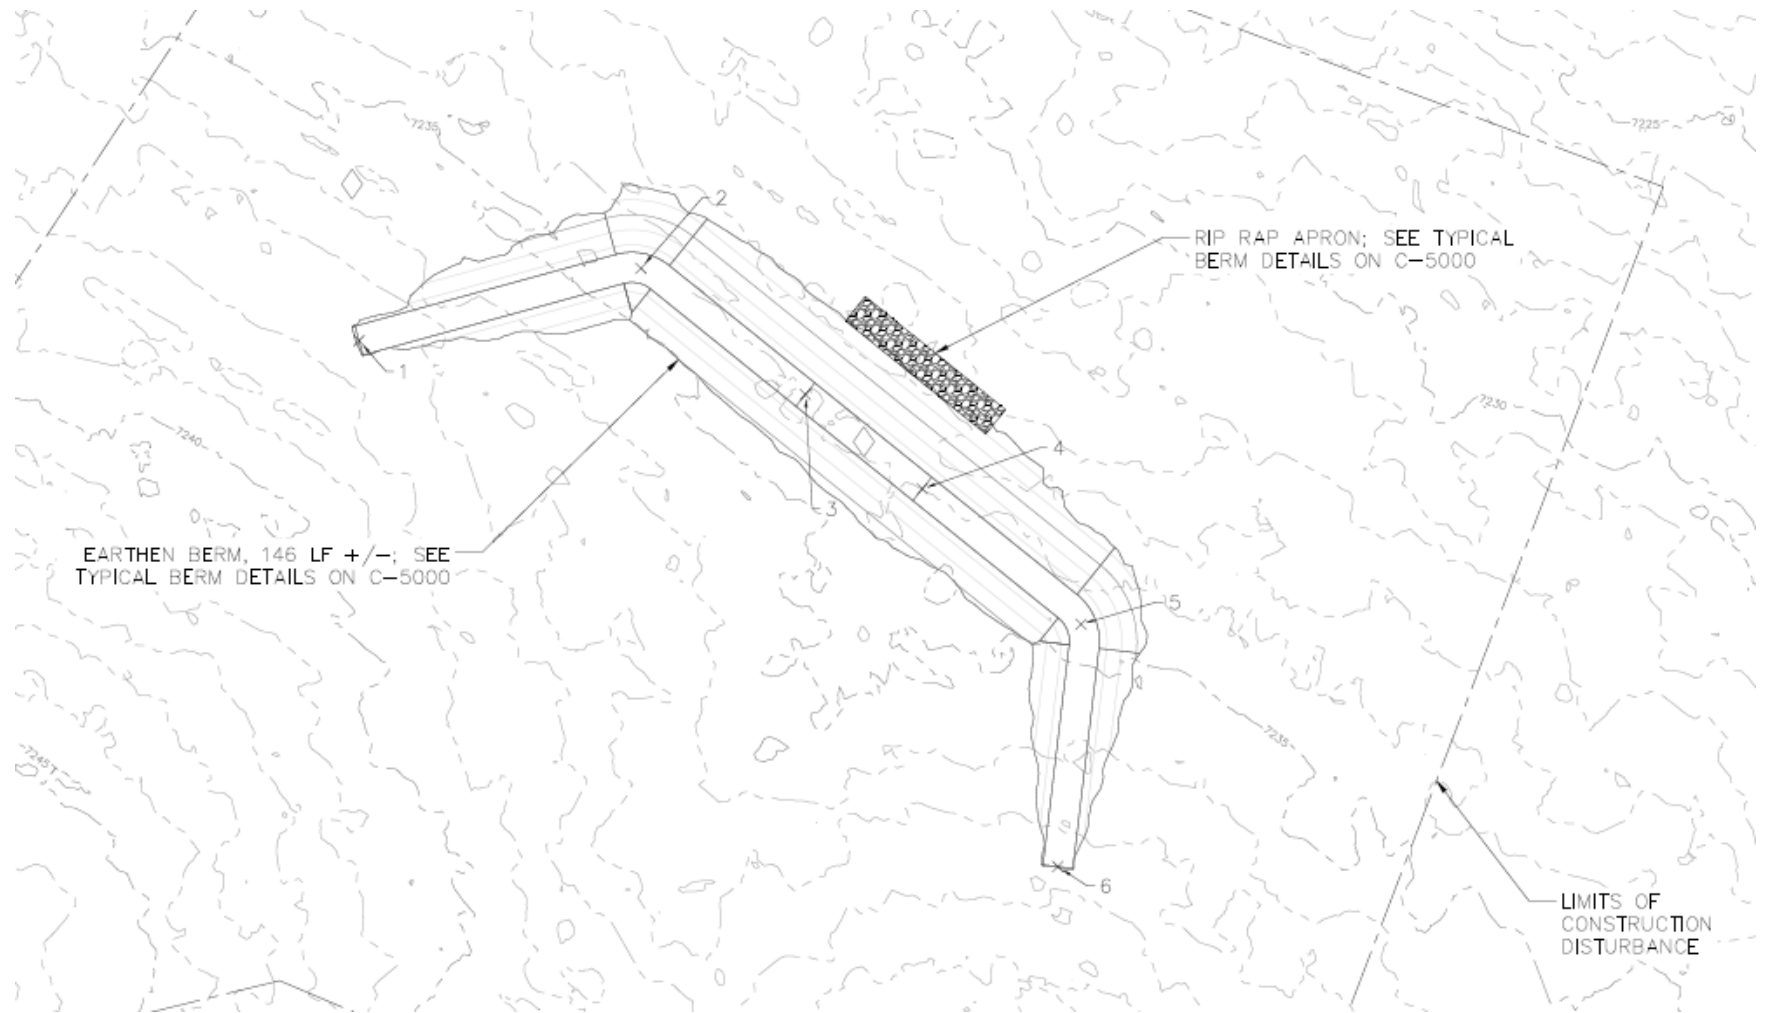 7235
7225
2
RIP RAP APRON; SEE TYPICAL
BERM DETAILS ON C-5000
1
7230
7240
4
3
EARTHEN BERM, 146 LF +/-; SEE
TYPICAL BERM DETAILS ON C-5000
5
7235
7245
6
LIMITS OF
CONSTRUCTION
DISTURBANCE